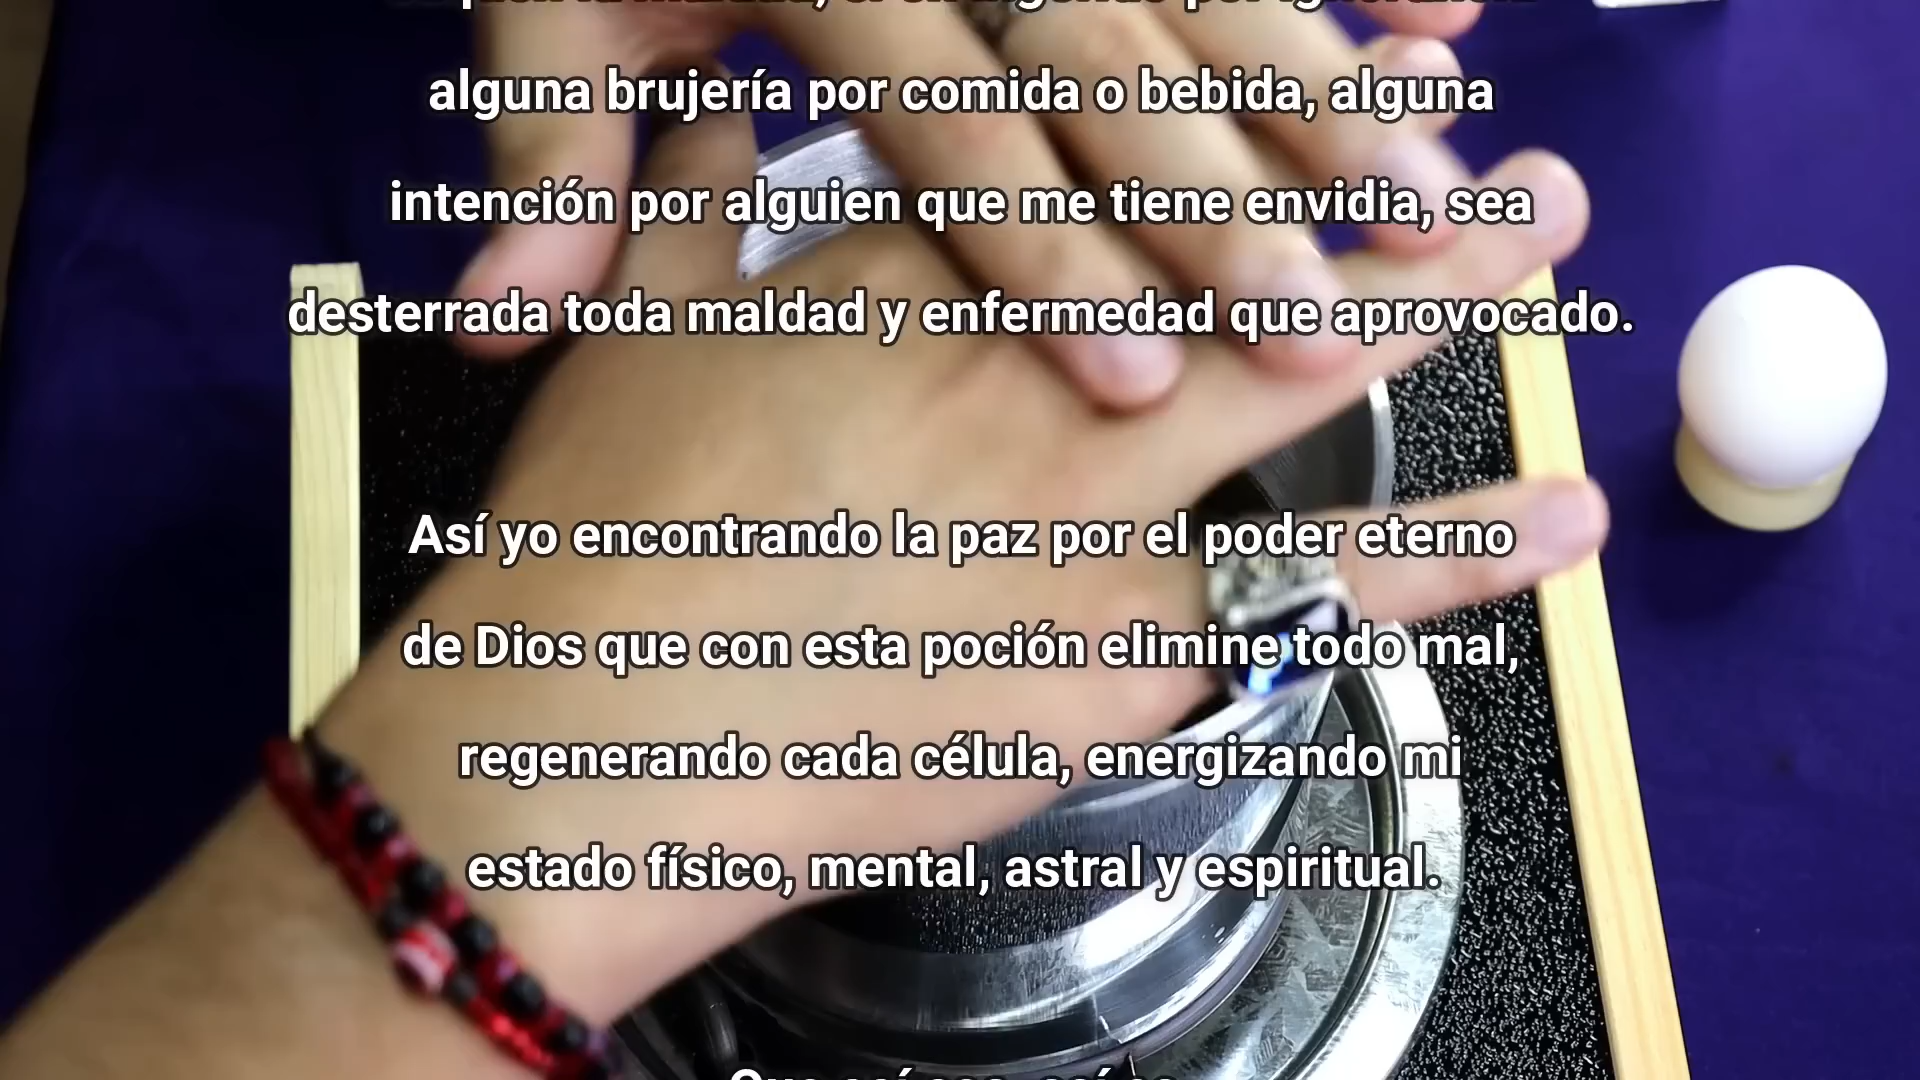 alguna brujería por comida o bebida, alguna
intención por alguien que me tiene envidia, sea
desterrada toda maldad y enfermedad que aprovocado.
Así yo encontrando la paz por el poder eterno
de Dios que con esta poción elimine todo mal,
regenerando cada célula, energizando mi
estado físico, mental, astral y espiritual.